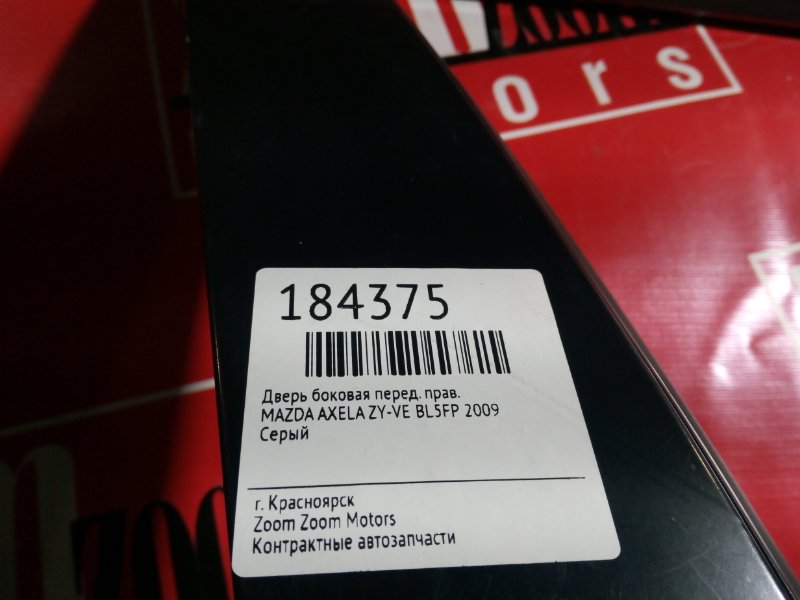 ZOOM
ors
184375
Дверь боковая перед. прав.
MAZDA AXELA ZY-VE BL5FP 2009
Серый
г. Красноярск
Zoom Zoom Motors
Контрактные автозапчасти